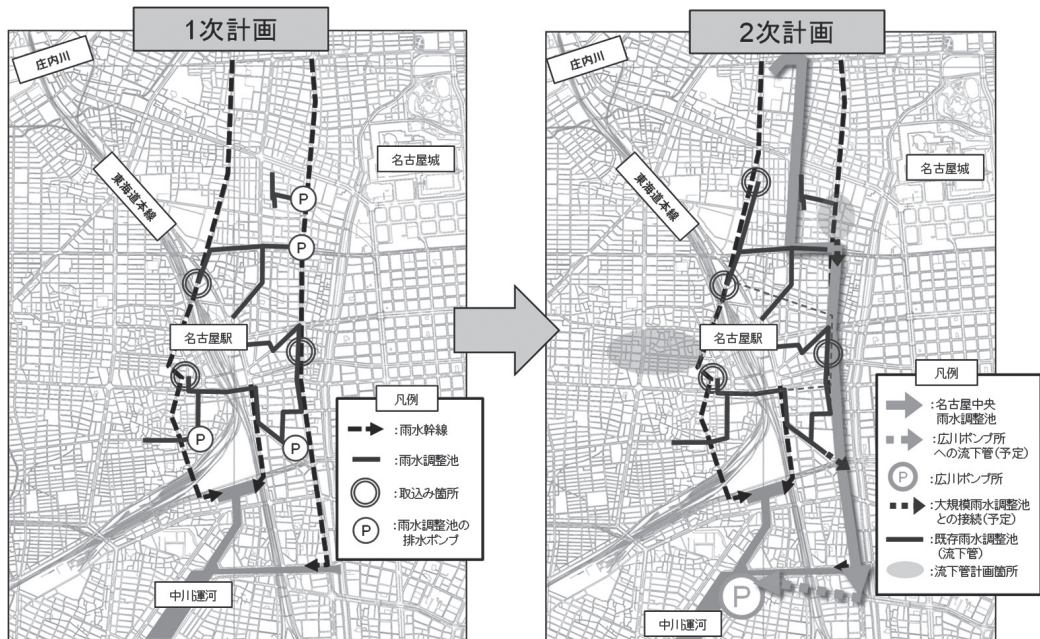 1次計画
庄内川
名古屋城
東海道本線
P
P
名古屋駅
P
P
中川運河
凡例
:雨水幹線
:雨水調整池
:取込み箇所
P
:雨水調整池の
排水ポンプ
2次計画
庄内川
名古屋城
東海道本線
名古屋駅
中川運河
P
凡例
:名古屋中央
雨水調整池
:広川ポンプ所
への流下管(予定)
P
:広川ポンプ所
:大規模雨水調整池
との接続(予定)
:既存雨水調整池
(流下管)
:流下管計画箇所